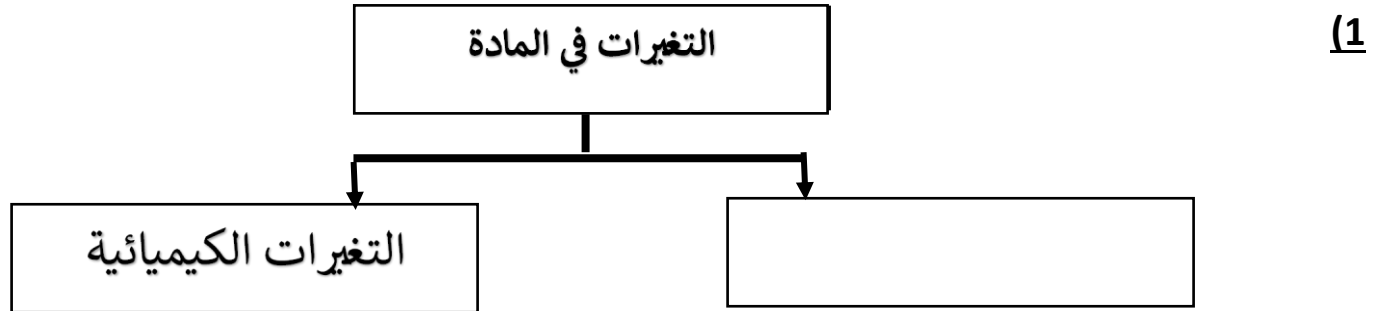 (1
التغيرات في المادة
التغيرات الكيميائية